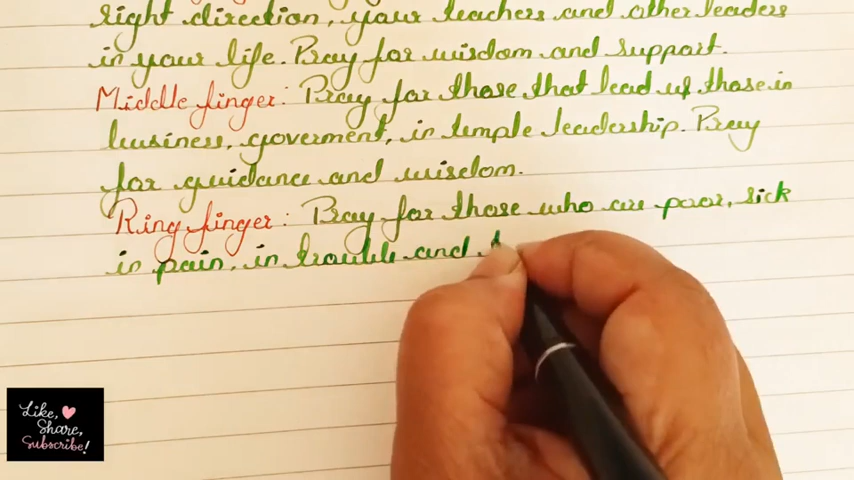 right direction, your teachers and other leaders
in your life. Pray for wisdom and support.
Middle finger: Pray for those that lead up those in
business, goverment, in temple leadership. Pray
for guidance and wisdom.
Ring finger: Pray for those who are poor, sick
in pain, in trouble and
Like,
Share,
Subscribe!